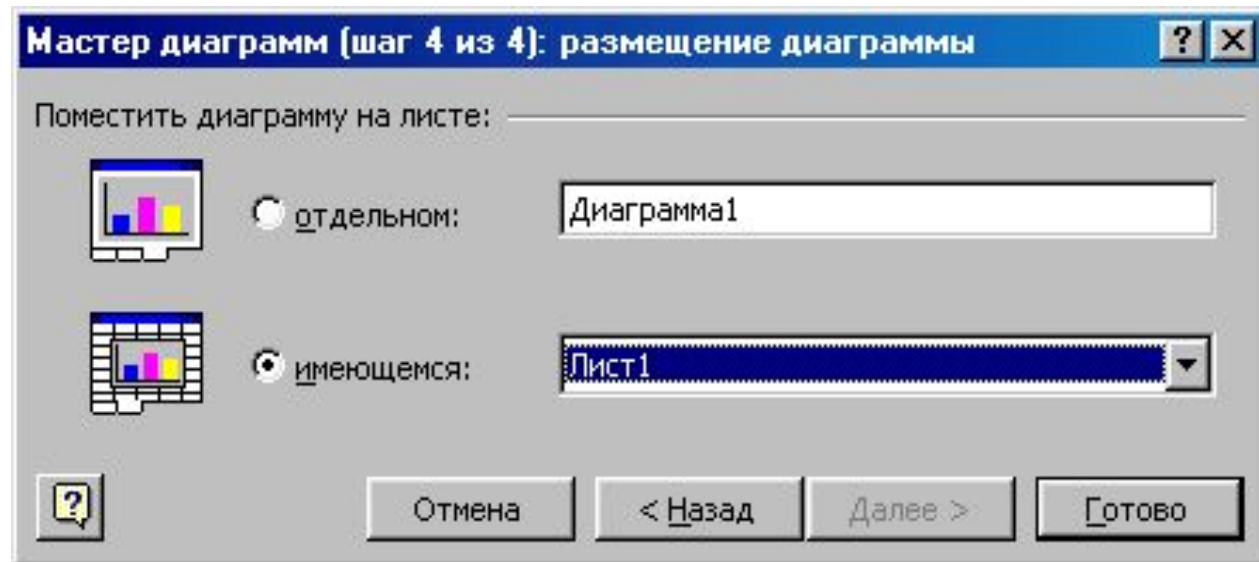 Мастер диаграмм (шаг 4 из 4): размещение диаграммы
Поместить диаграмму на листе:
отдельном: Диаграмма1
имеющемся: Лист1
Отмена < Назад Далее > Готово